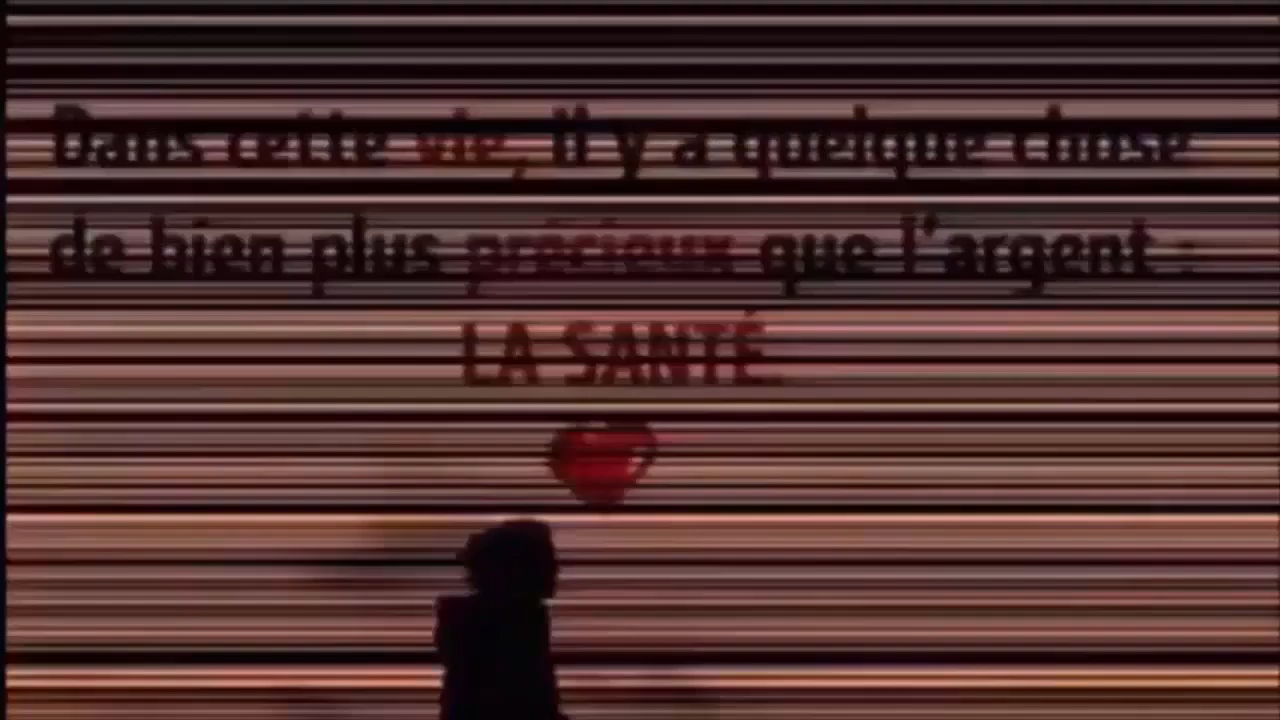 Dans cette vie, il y a quelque chose
de bien plus précieux que l'argent :
LA SANTÉ.